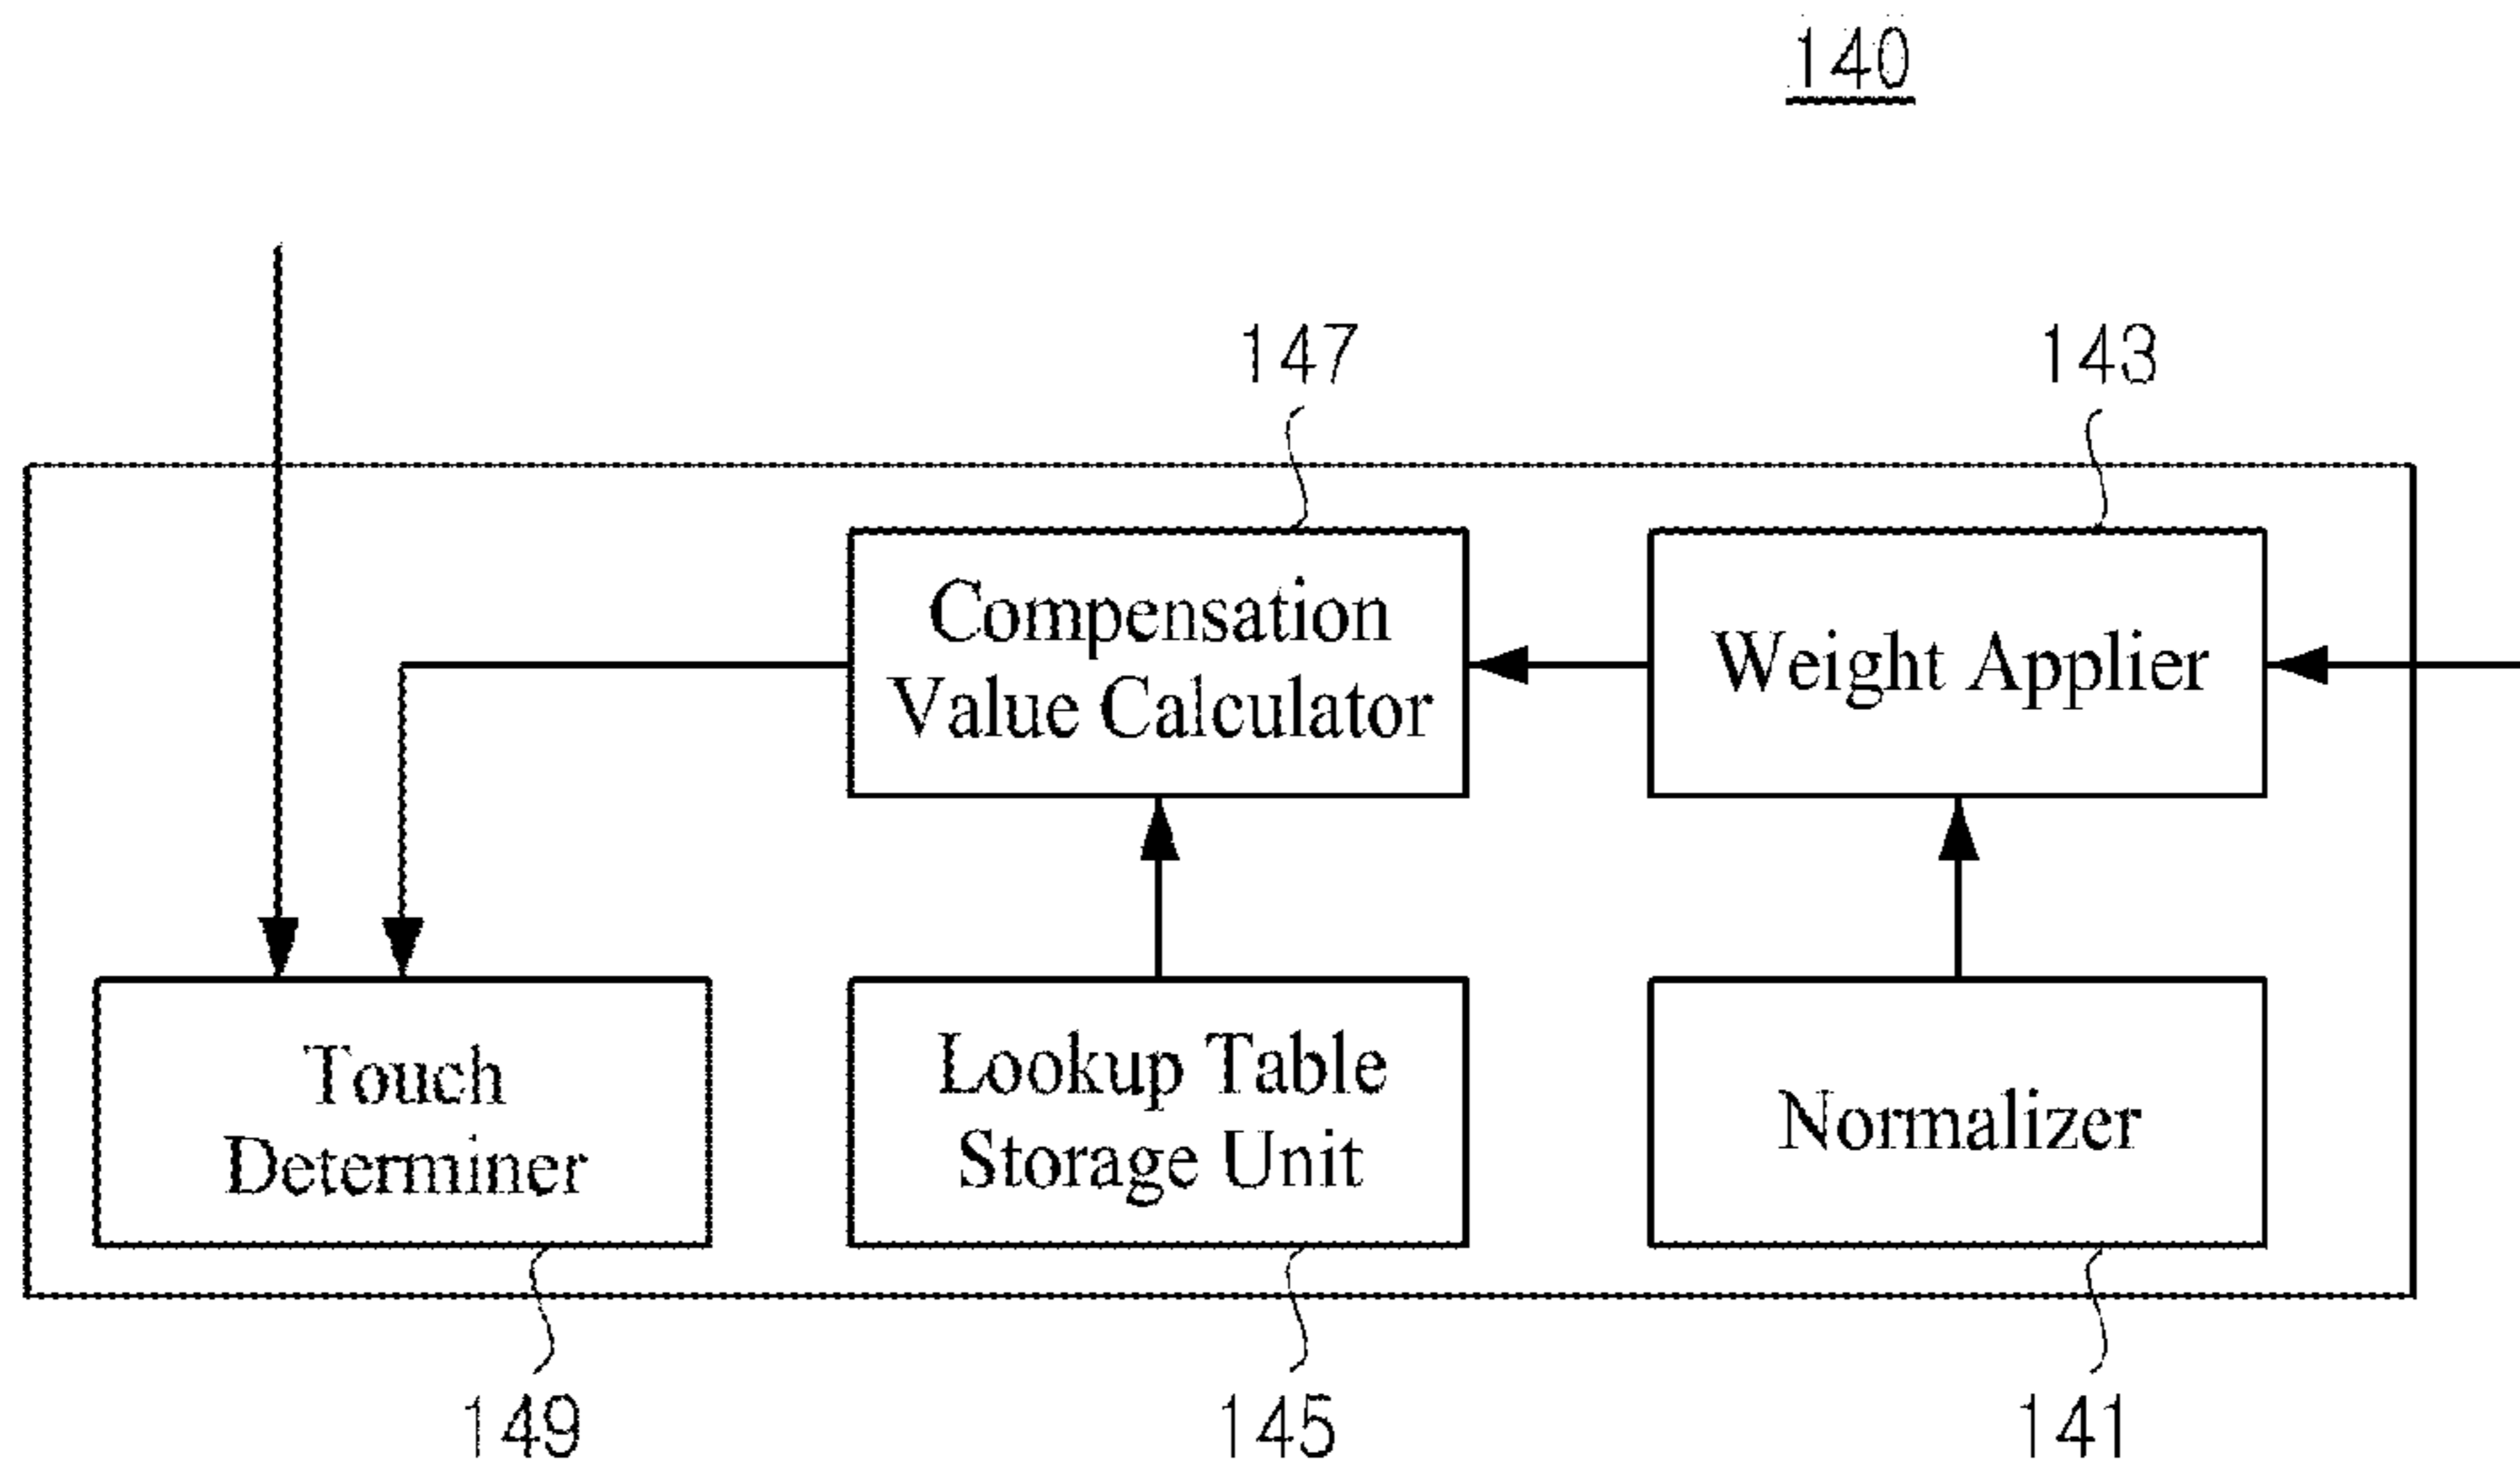 140
147
143
Compensation
Value Calculator
Weight Applier
Touch
Determiner
Lookup Table
Storage Unit
Normalizer
149
145
141